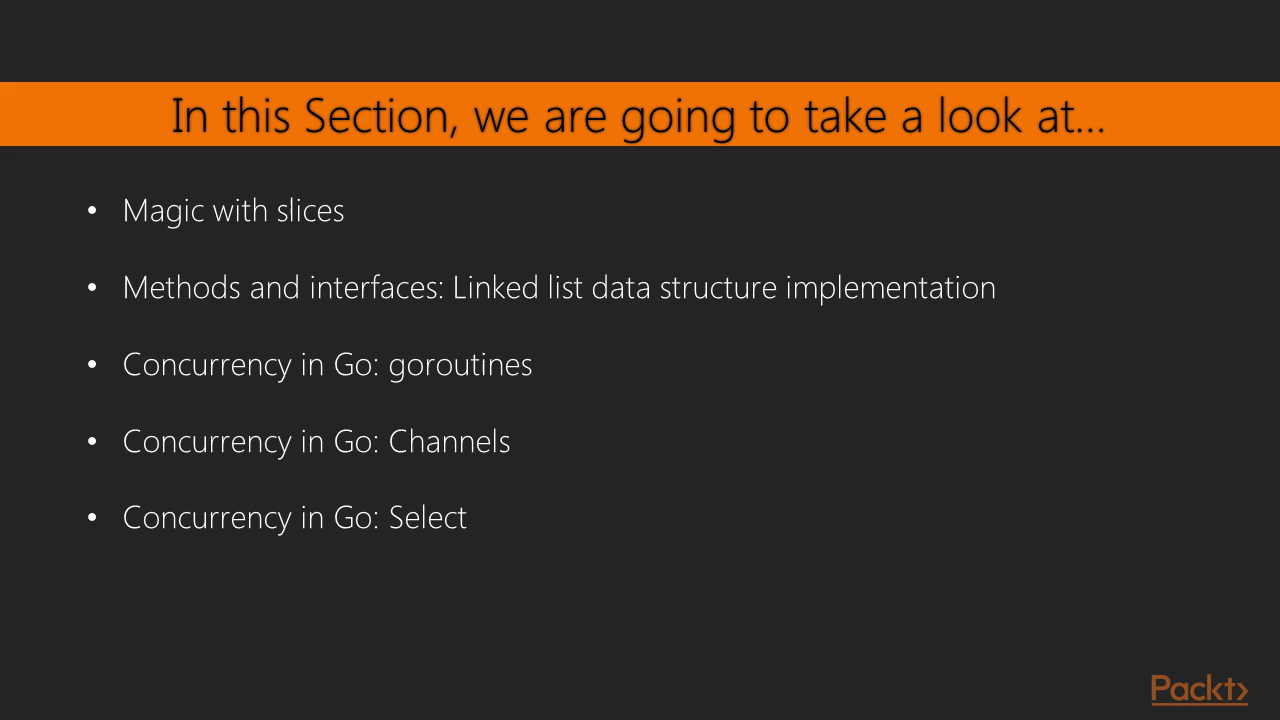 In this Section, we are going to take a look at...
• Magic with slices
• Methods and interfaces: Linked list data structure implementation
• Concurrency in Go: goroutines
• Concurrency in Go: Channels
• Concurrency in Go: Select
Packt>